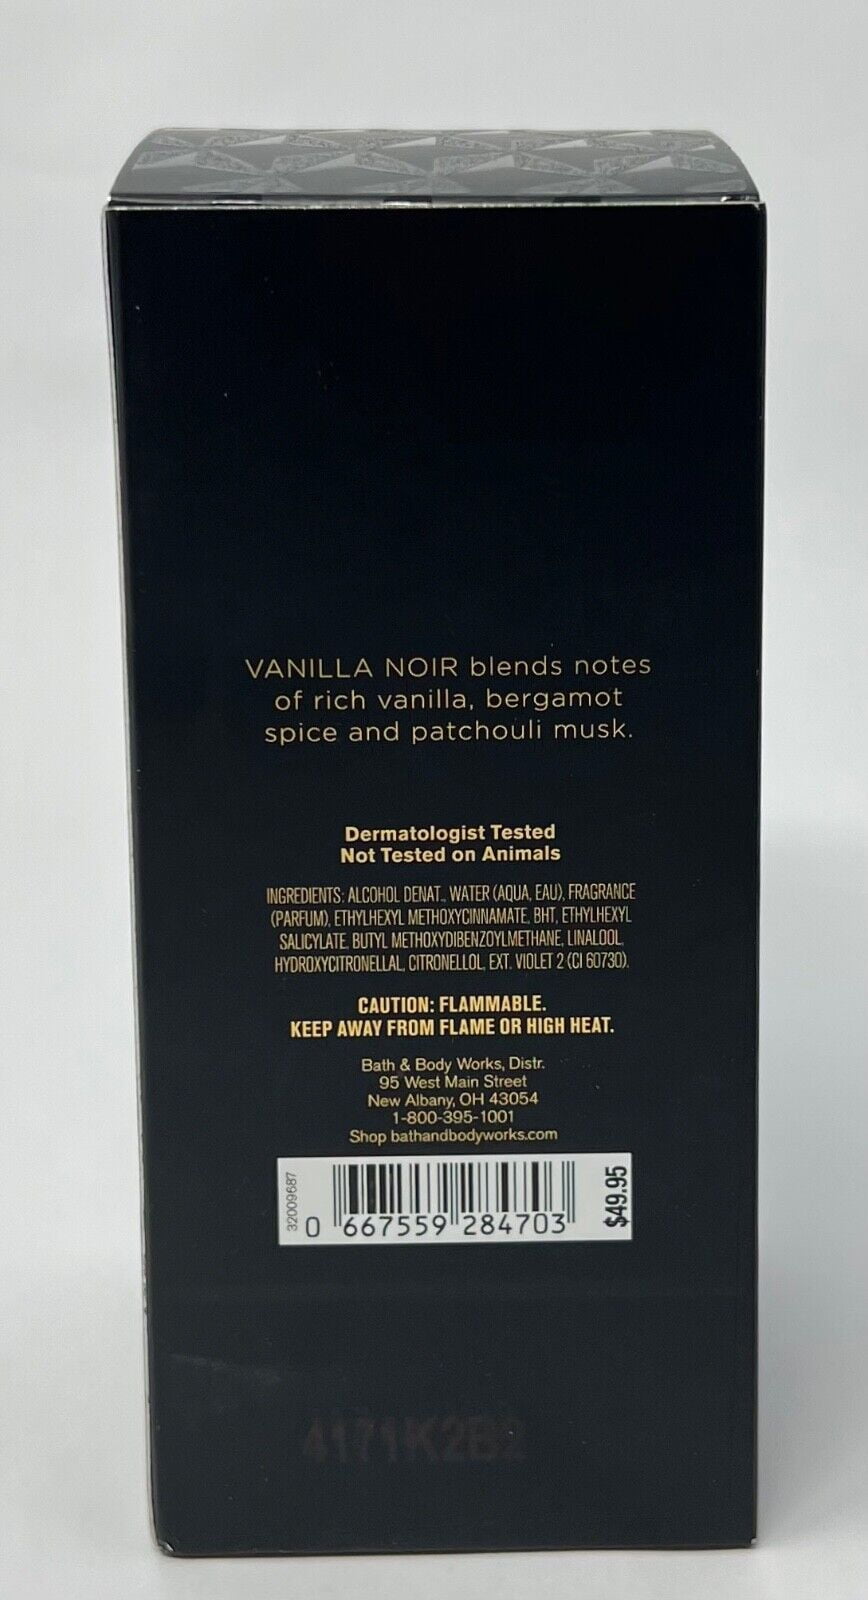 VANILLA NOIR blends notes
of rich vanilla, bergamot
spice and patchouli musk.
Dermatologist Tested
Not Tested on Animals
INGREDIENTS: ALCOHOL DENAT., WATER (AQUA, EAU), FRAGRANCE
(PARFUM), ETHYLHEXYL METHOXYCINNAMATE, BHT, ETHYLHEXYL
SALICYLATE, BUTYL METHOXYDIBENZOYLMETHANE, LINALOOL,
HYDROXYCITRONELLAL, CITRONELLOL, EXT. VIOLET 2 (CI 60730).
CAUTION: FLAMMABLE.
KEEP AWAY FROM FLAME OR HIGH HEAT.
Bath & Body Works, Distr.
95 West Main Street
New Albany, OH 43054
1-800-395-1001
Shop bathandbodyworks.com
32009687
0 667559 284703
$49.95
4171K2B2